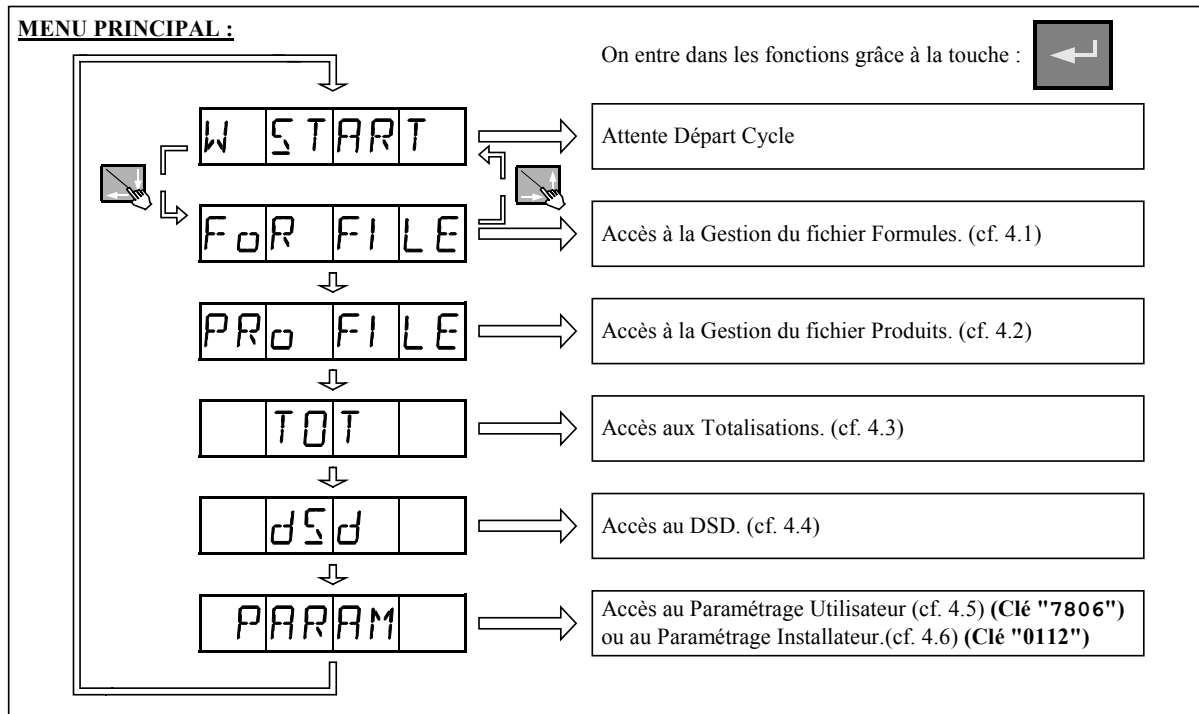 MENU PRINCIPAL :
On entre dans les fonctions grâce à la touche :
W START
Attente Départ Cycle
FoR FILE
Accès à la Gestion du fichier Formules. (cf. 4.1)
PRo FILE
Accès à la Gestion du fichier Produits. (cf. 4.2)
TOT
Accès aux Totalisations. (cf. 4.3)
dSd
Accès au DSD. (cf. 4.4)
PARAM
Accès au Paramétrage Utilisateur (cf. 4.5) (Clé "7806")
ou au Paramétrage Installateur.(cf. 4.6) (Clé "0112")